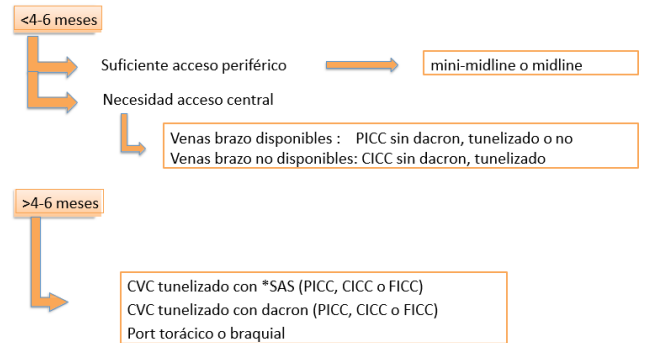 <4-6 meses
Suficiente acceso periférico
mini-midline o midline
Necesidad acceso central
Venas brazo disponibles : PICC sin dacron, tunelizado o no
Venas brazo no disponibles: CICC sin dacron, tunelizado
>4-6 meses
CVC tunelizado con *SAS (PICC, CICC o FICC)
CVC tunelizado con dacron (PICC, CICC o FICC)
Port torácico o braquial